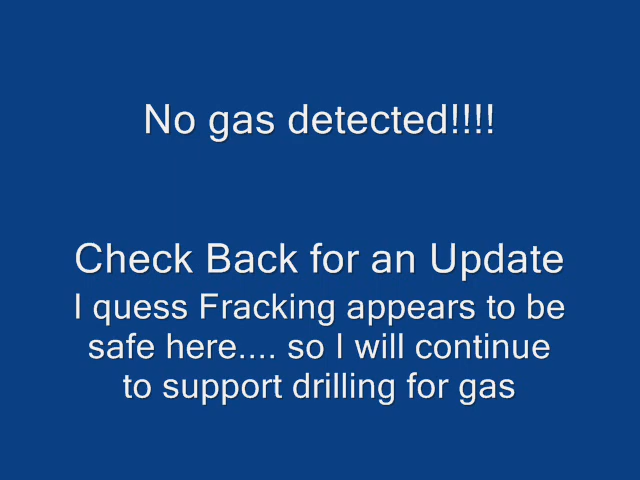 No gas detected!!!!
Check Back for an Update
I quess Fracking appears to be
safe here.... so I will continue
to support drilling for gas